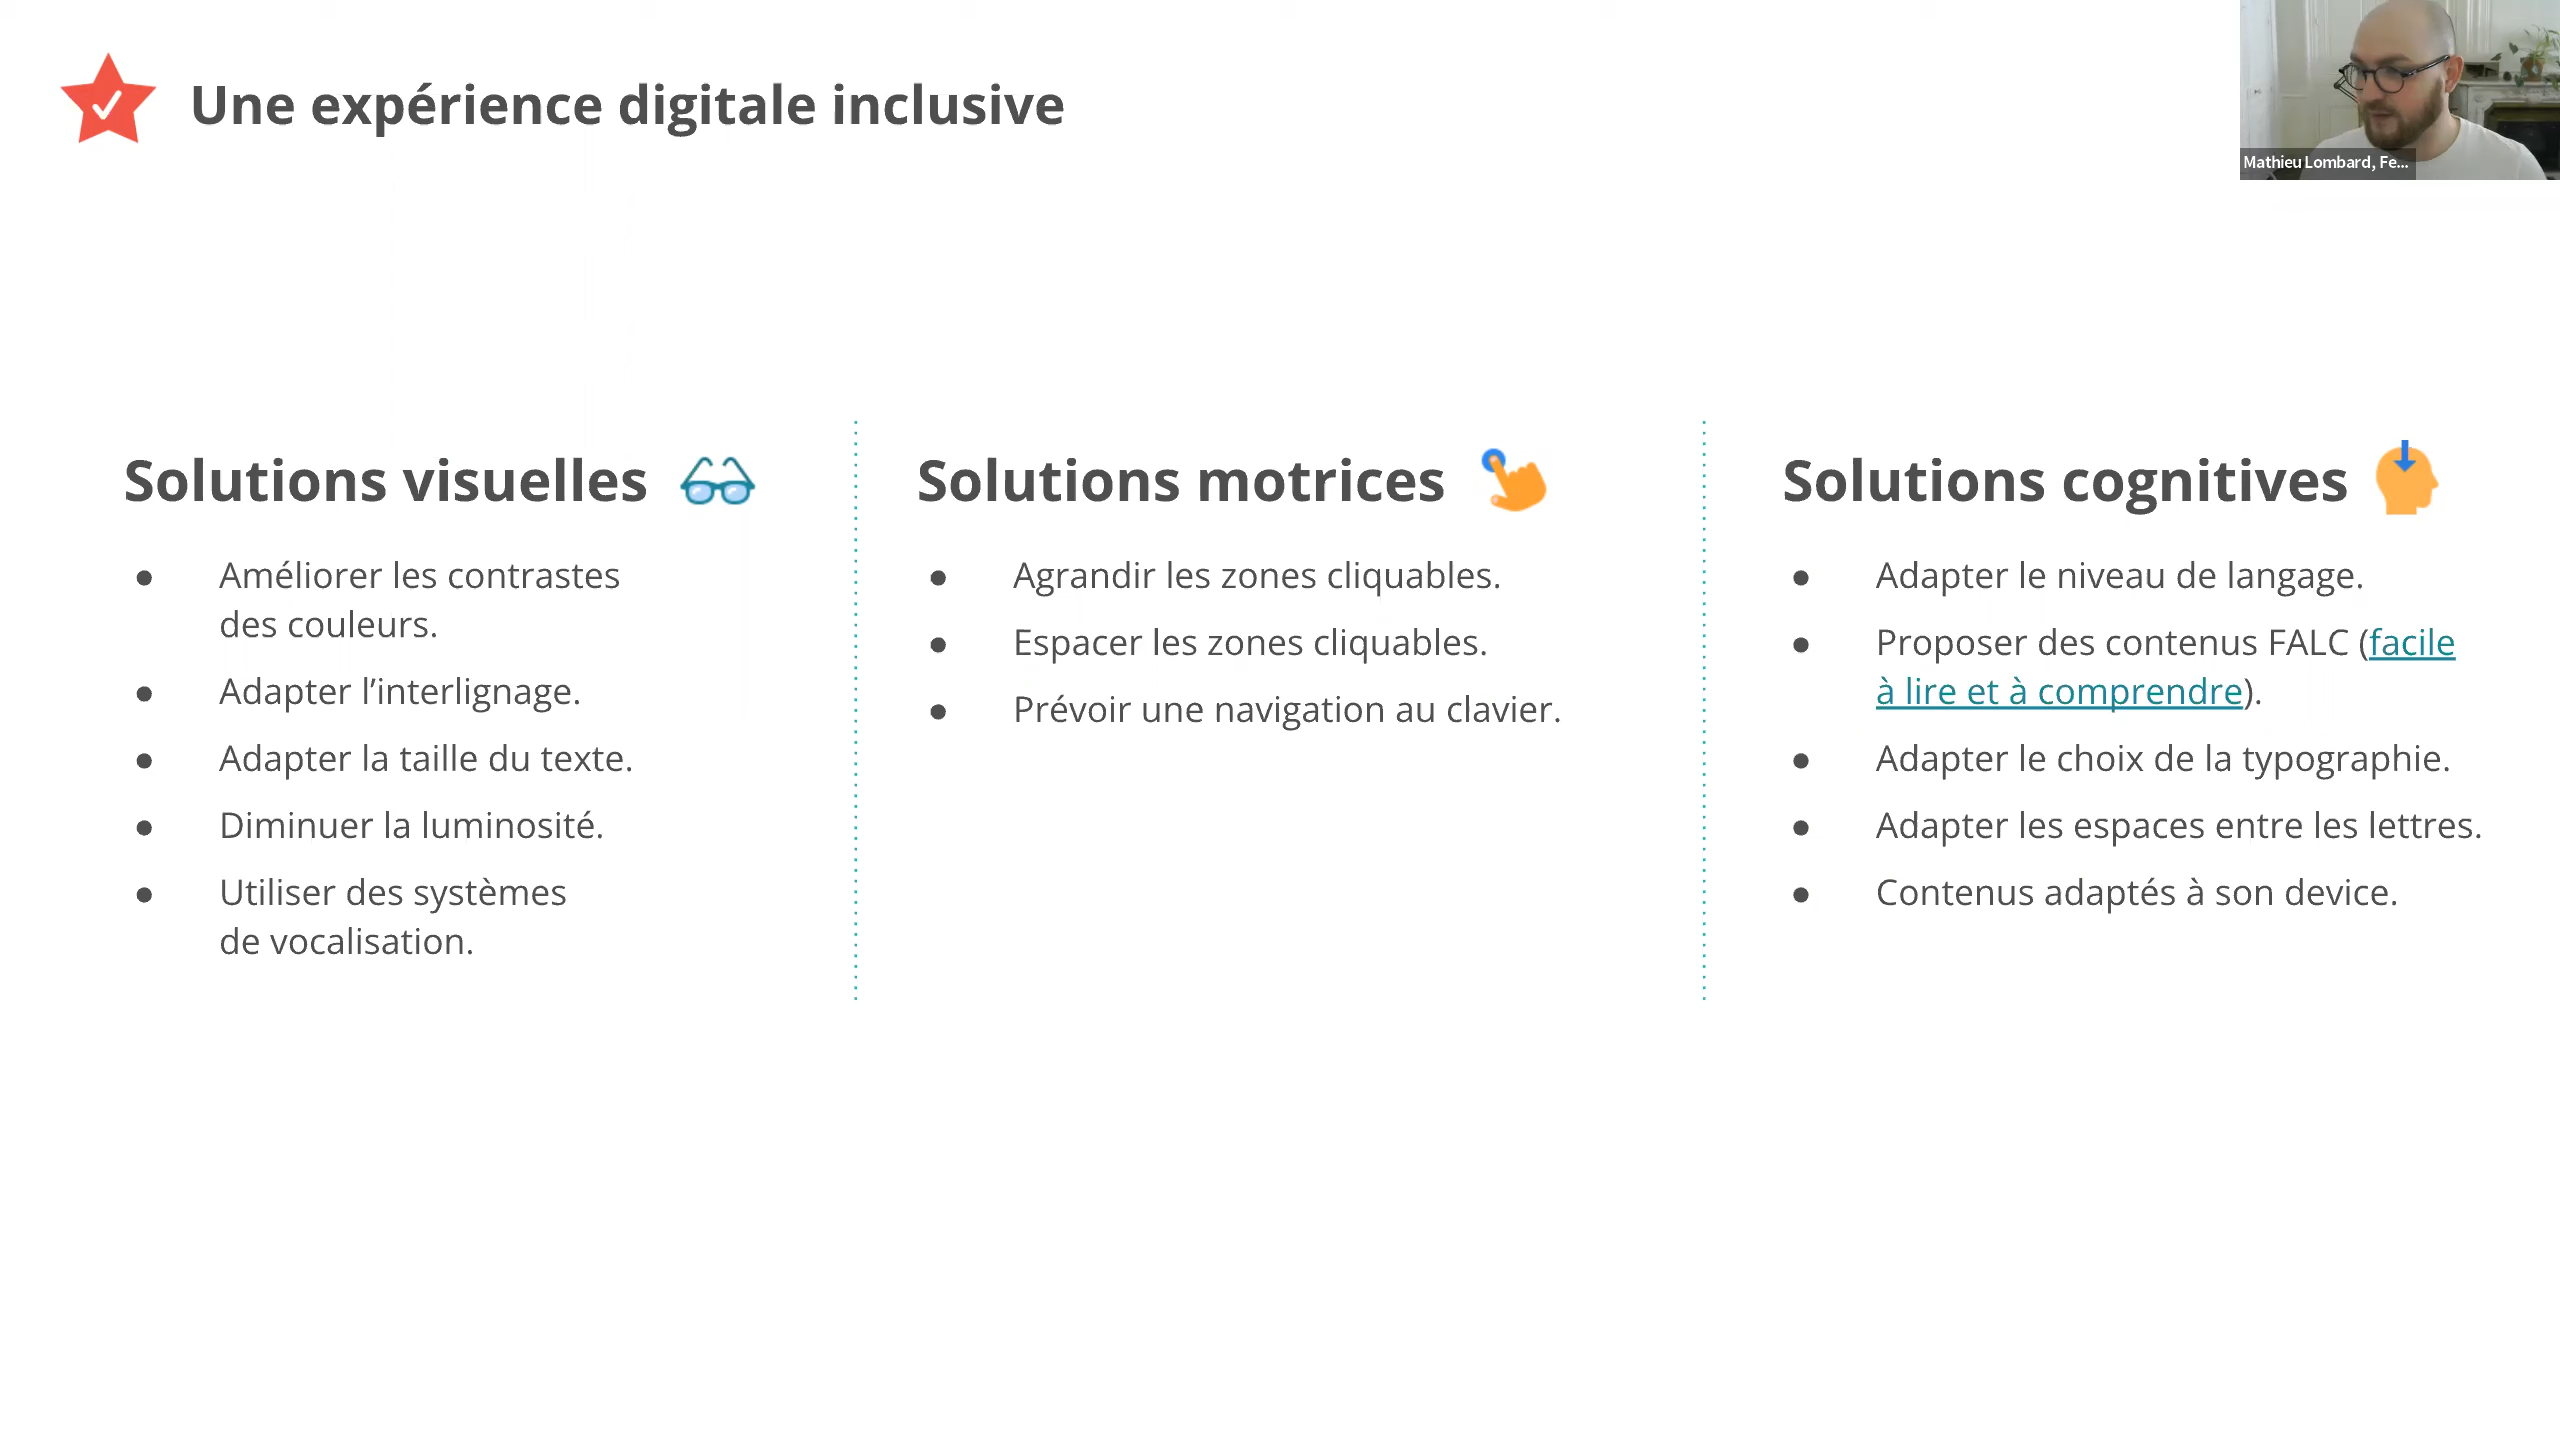 Une expérience digitale inclusive
Mathieu Lombard, Fe...
Solutions visuelles
Améliorer les contrastes
des couleurs.
Adapter l’interlignage.
Adapter la taille du texte.
Diminuer la luminosité.
Utiliser des systèmes
de vocalisation.
Solutions motrices
Agrandir les zones cliquables.
Espacer les zones cliquables.
Prévoir une navigation au clavier.
Solutions cognitives
Adapter le niveau de langage.
Proposer des contenus FALC (facile
à lire et à comprendre).
Adapter le choix de la typographie.
Adapter les espaces entre les lettres.
Contenus adaptés à son device.